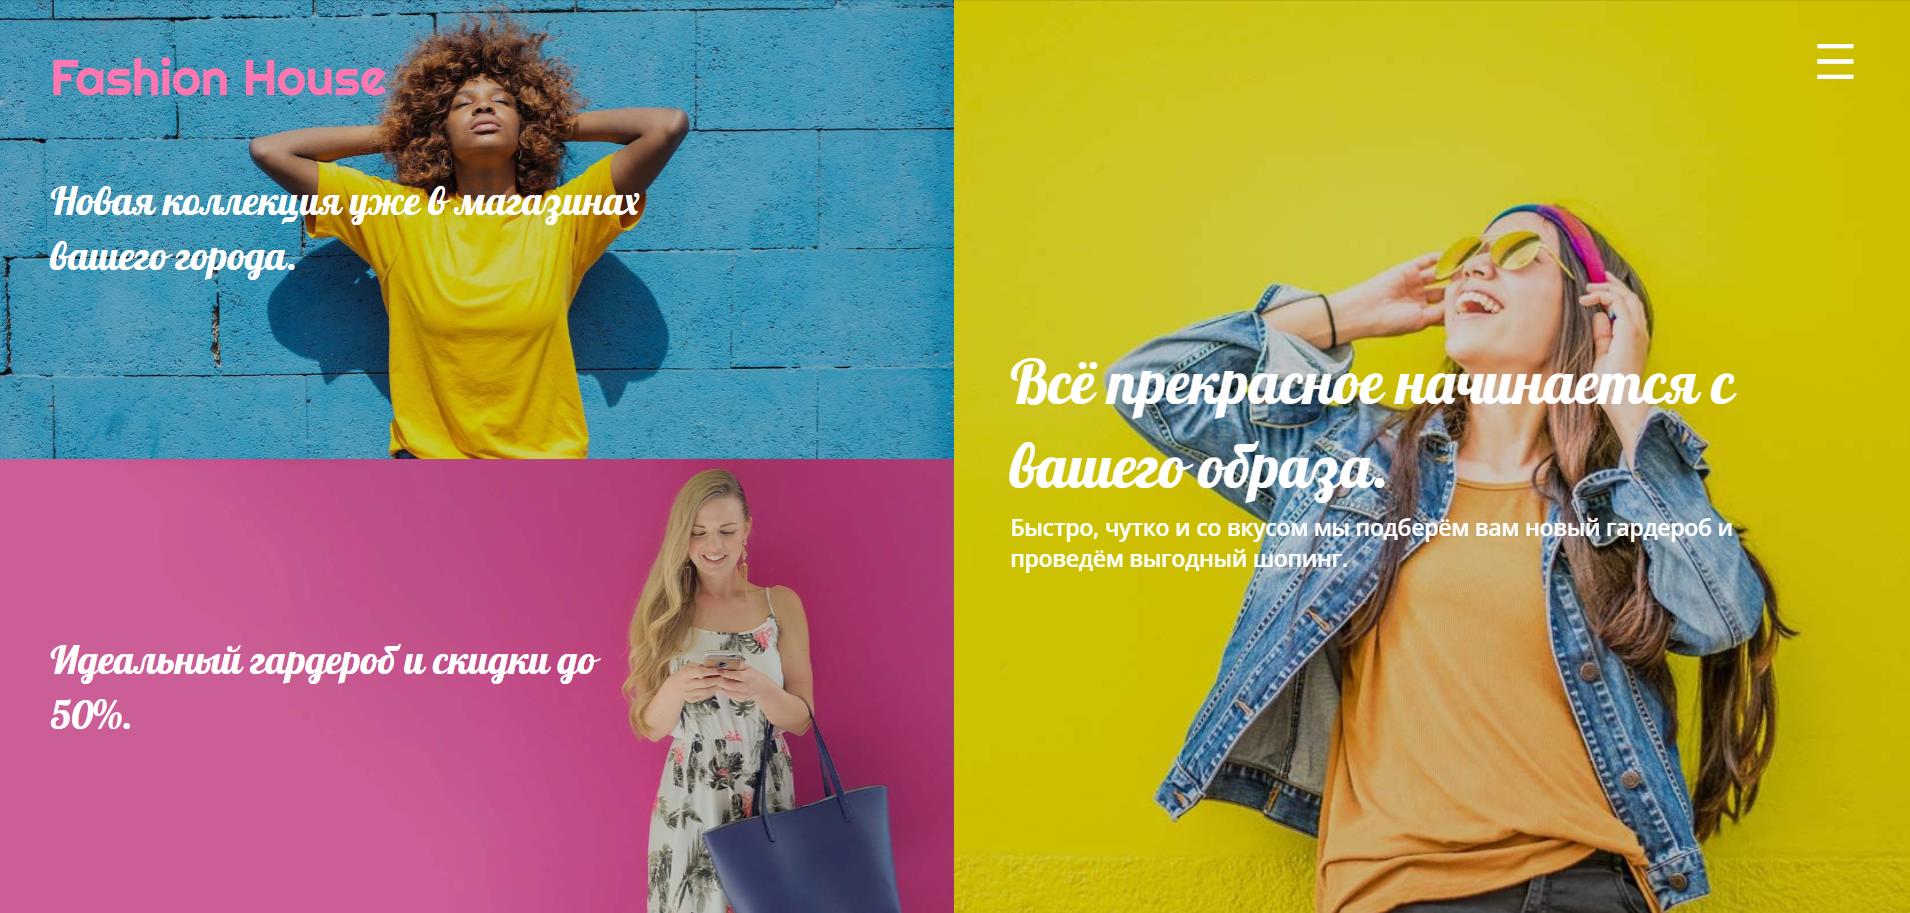 Fashion House
Новая коллекция уже в магазинах
вашего города.
Идеальный гардероб и скидки до
50%.
Всё прекрасное начинается с
вашего образа.
Быстро, чутко и со вкусом мы подберём вам новый гардероб и
проведём выгодный шопинг.